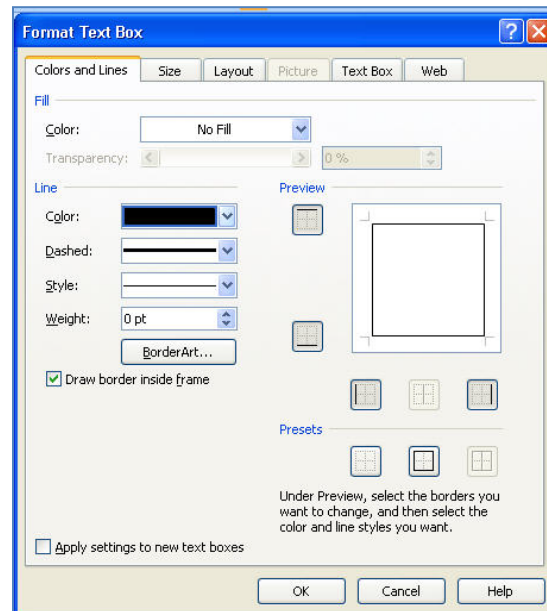 Format Text Box
Colors and Lines Size Layout Picture Text Box Web
Fill
Color: No Fill
Transparency: 0 %
Line
Preview
Color:
Dashed:
Style:
Weight: 0 pt
BorderArt...
Draw border inside frame
Presets
Under Preview, select the borders you
want to change, and then select the
color and line styles you want.
Apply settings to new text boxes
OK Cancel Help